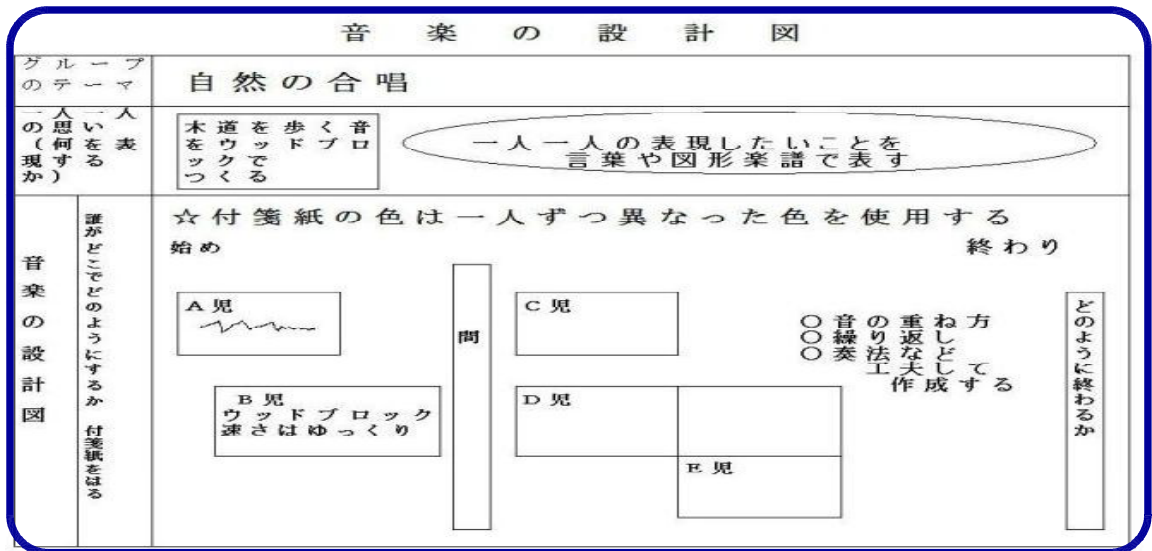 音楽の設計図
グループ
のテーマ
自然の合唱
一人一人
の思い表
(何を
現する
か)
木道を歩く音
をウッドブロ
ックで
つくる
一人一人の表現したいことを
言葉や図形楽譜で表す
音楽の設計図
誰がどこでどのようにするか 付箋紙をはる
☆付箋紙の色は一人ずつ異なった色を使用する
始め
終わり
A児
B児
ウッドブロック
速さはゆっくり
間
C児
D児
E児
○音の重ね方
○繰り返し
○奏法など
工夫して
作成する
どのように終わるか